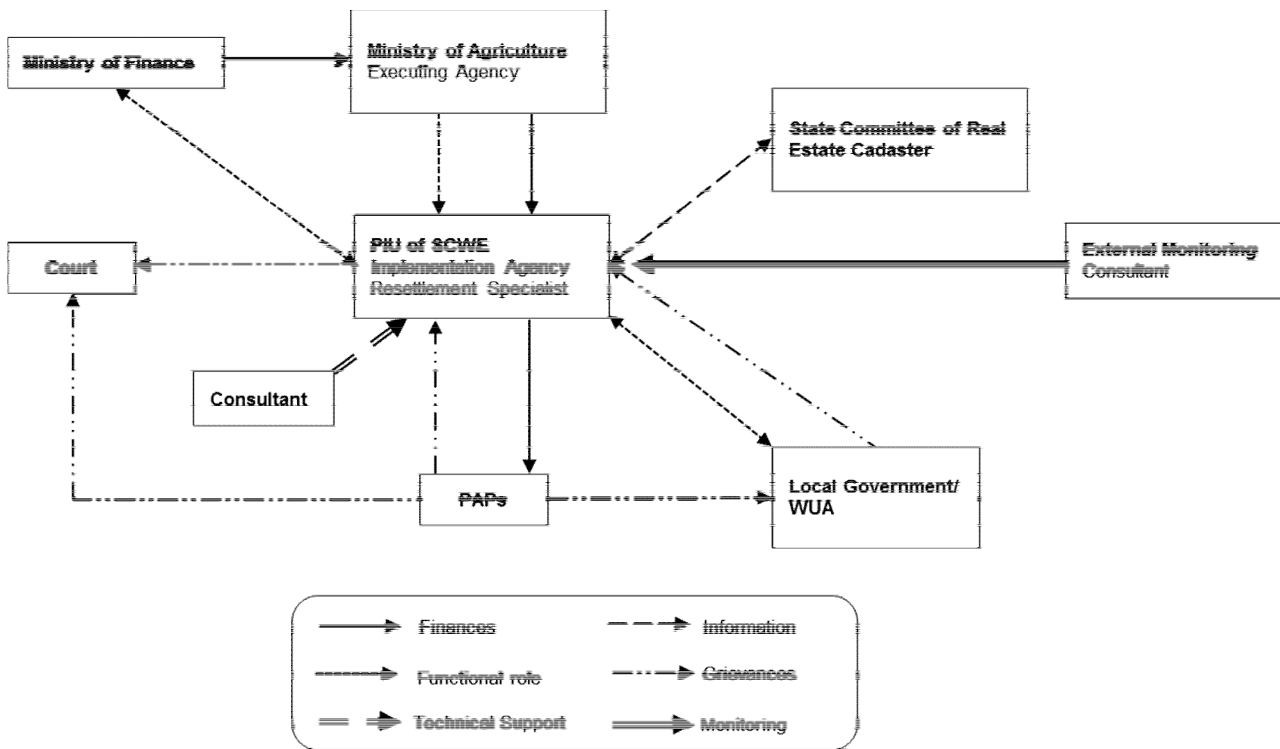 Ministry of Finance
Ministry of Agriculture
Executing Agency
State Committee of Real
Estate Cadaster
PIU of SCWE
Implementation Agency
Resettlement Specialist
Court
External Monitoring
Consultant
Consultant
PAPs
Local Government/
WUA
Finances
Information
Functional role
Grievances
Technical Support
Monitoring